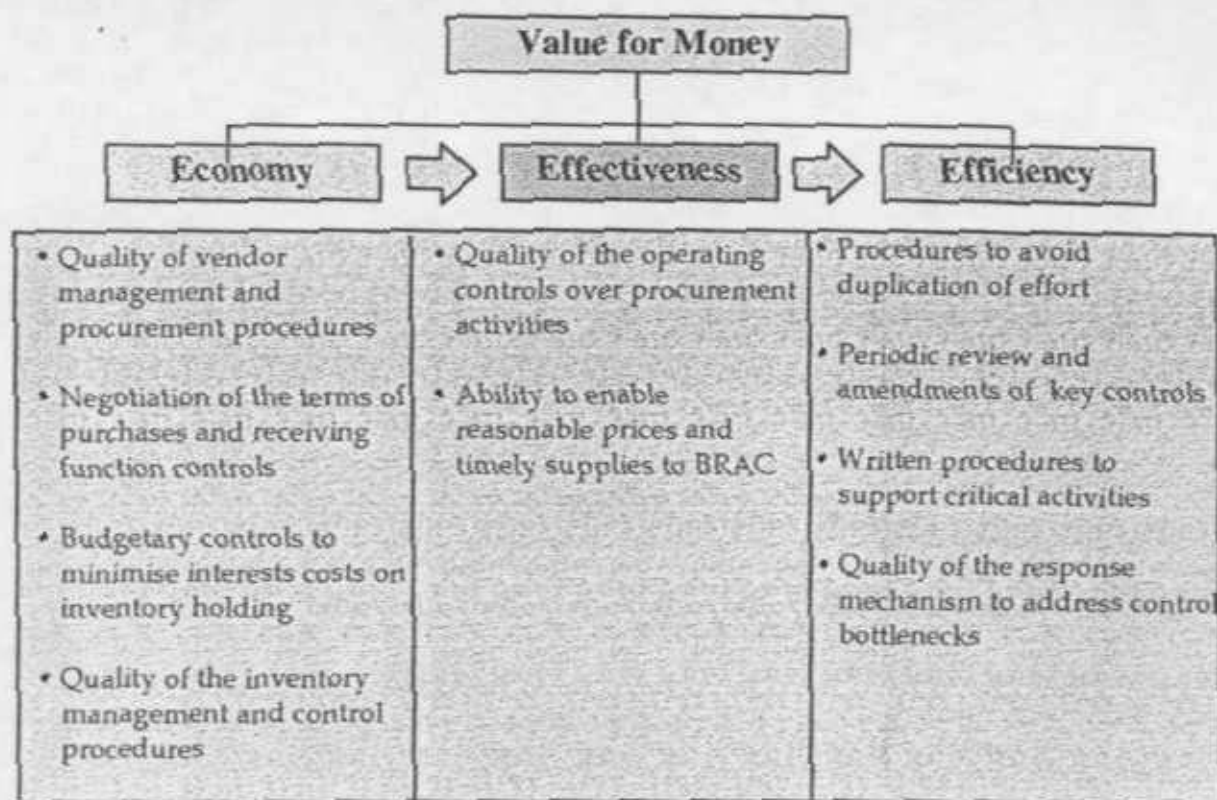 Value for Money
Economy
Effectiveness
Efficiency
• Quality of vendor
management and
procurement procedures
• Negotiation of the terms of
purchases and receiving
function controls
• Budgetary controls to
minimise interests costs on
inventory holding
• Quality of the inventory
management and control
procedures
• Quality of the operating
controls over procurement
activities
• Ability to enable
reasonable prices and
timely supplies to BRAC
• Procedures to avoid
duplication of effort
• Periodic review and
amendments of key controls
• Written procedures to
support critical activities
• Quality of the response
mechanism to address control
bottlenecks